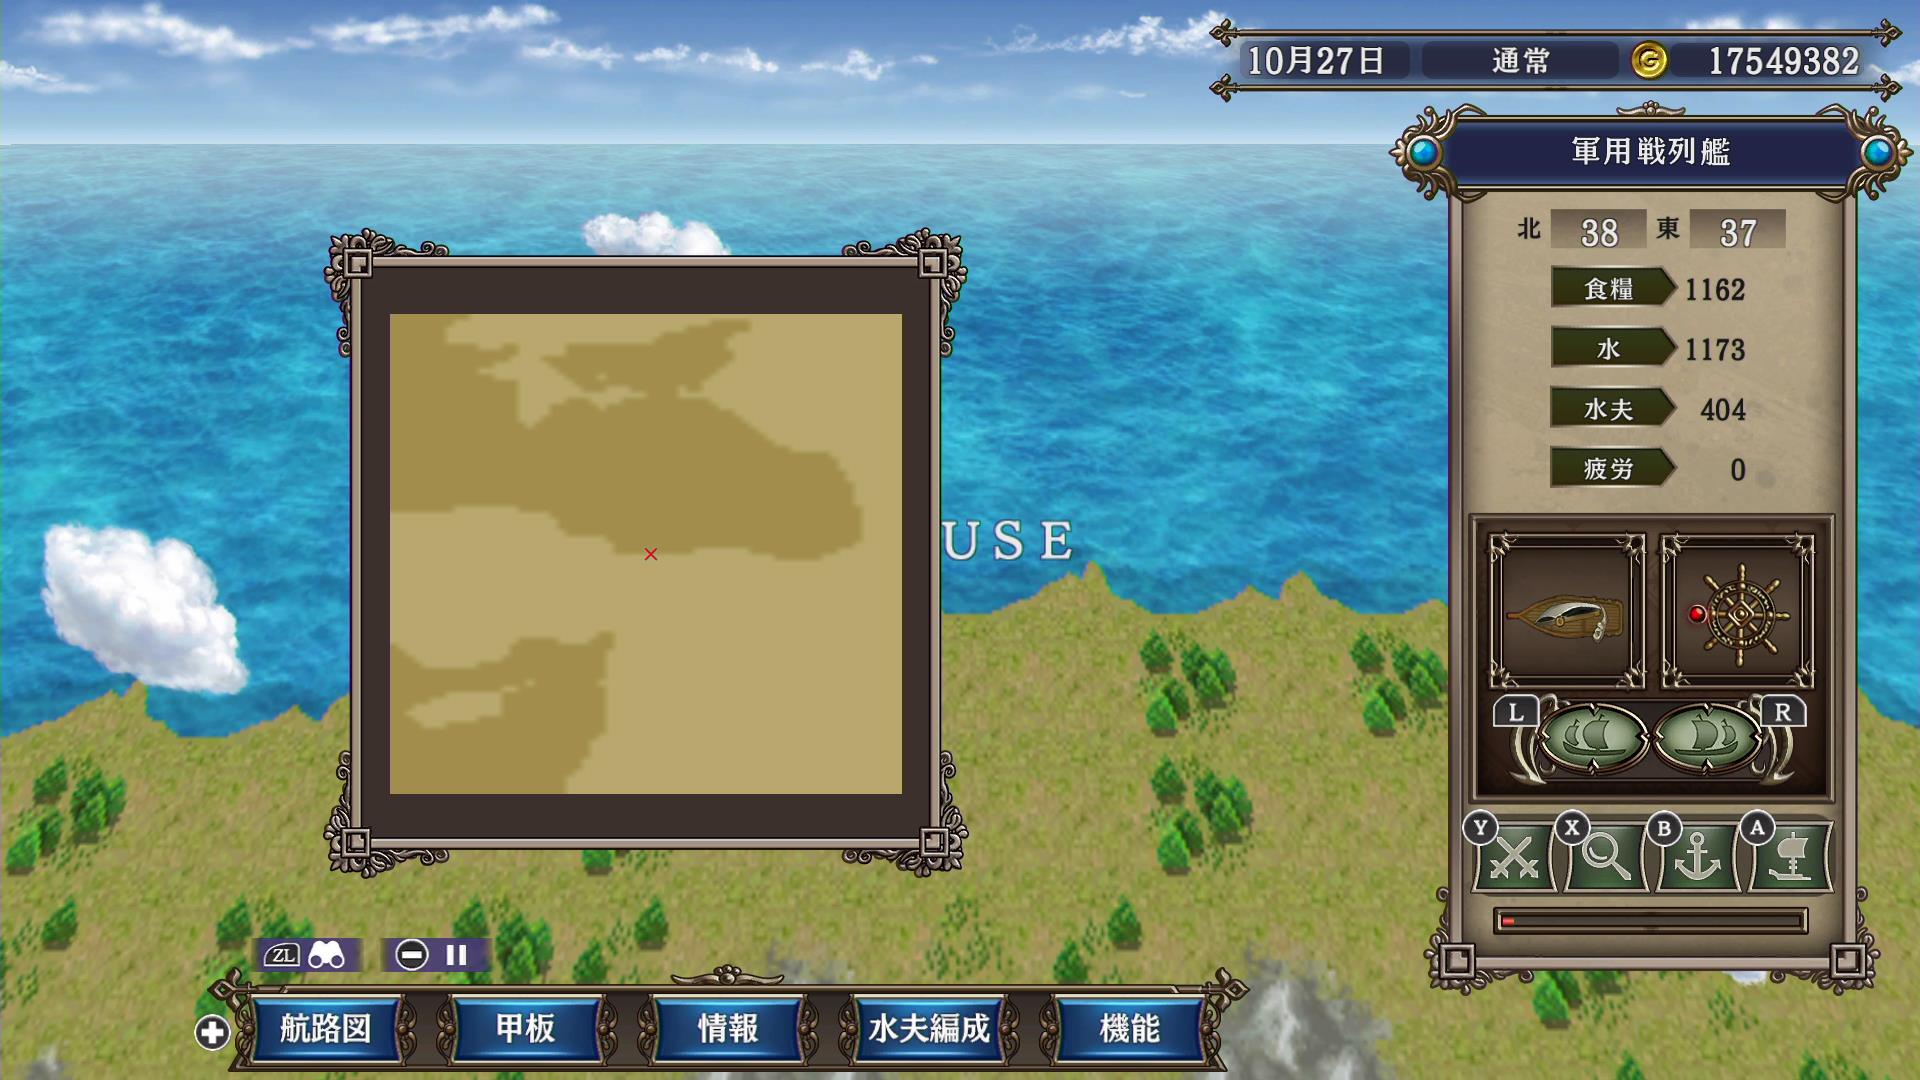 10月27日 通常 G 17549382
軍用戦列艦
北 38 東 37
食糧 1162
水 1173
水夫 404
疲労 0
USE
L R
Y X B A
ZL
航路図 甲板 情報 水夫編成 機能